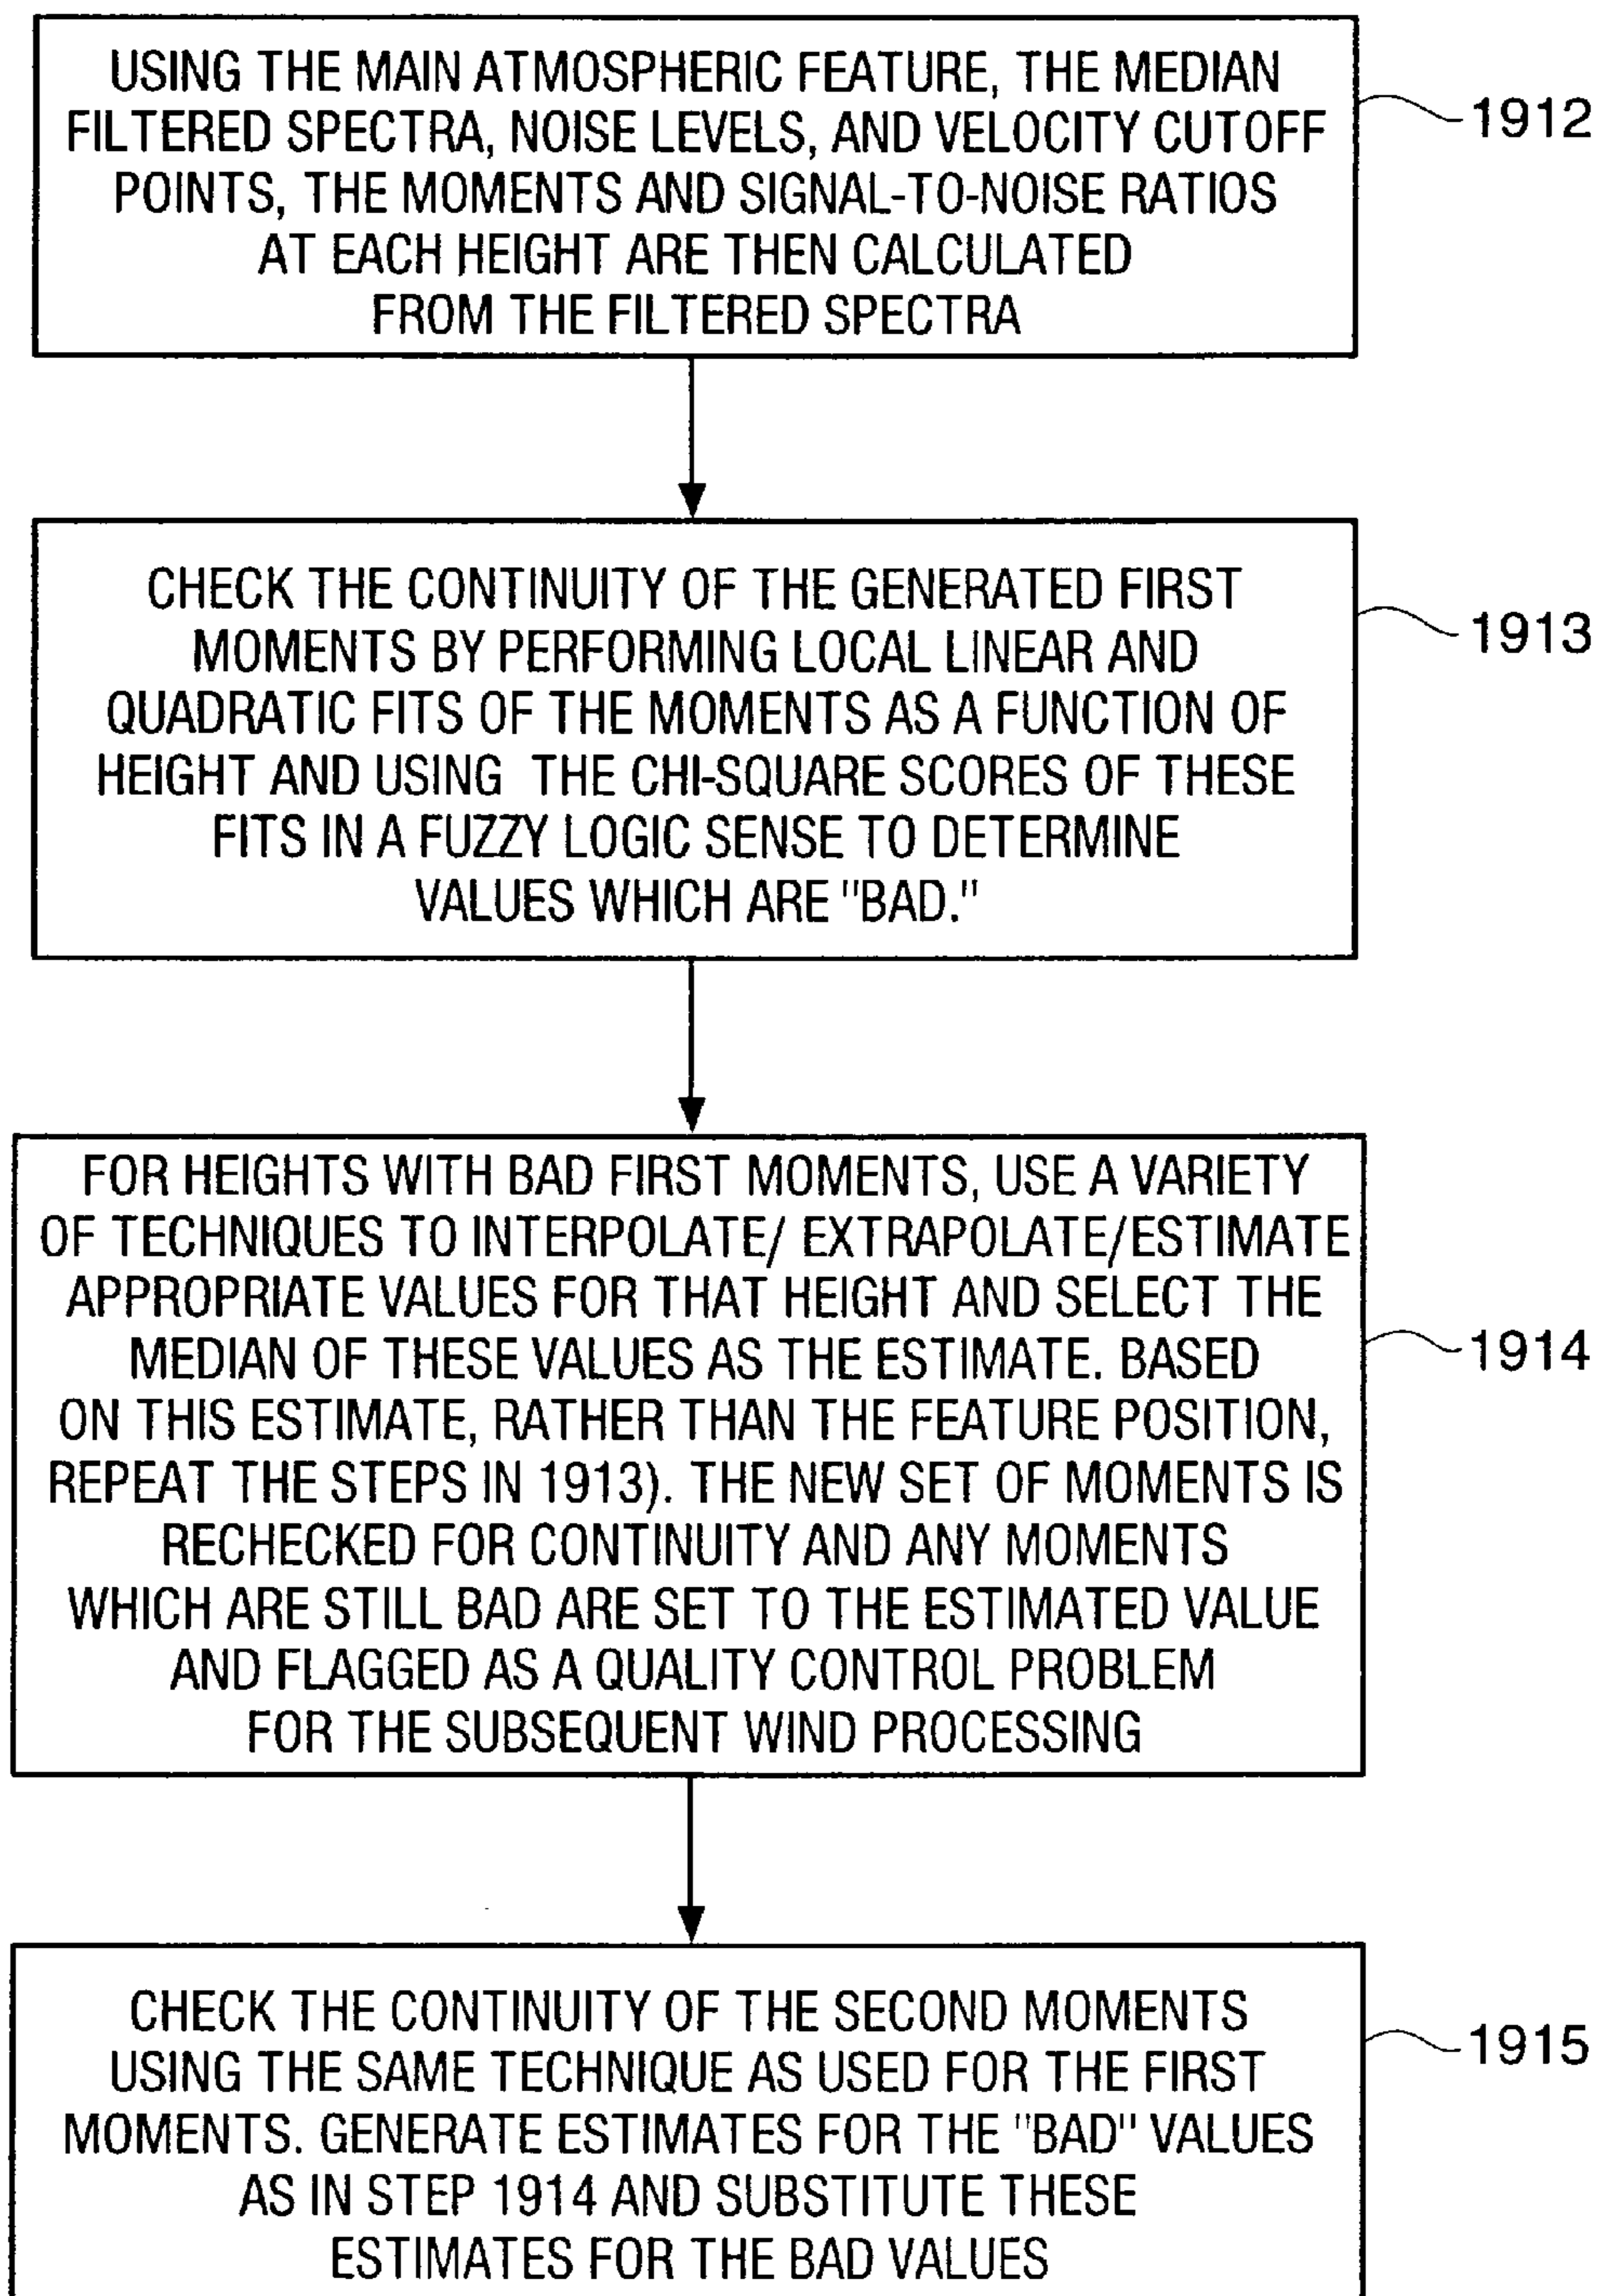 USING THE MAIN ATMOSPHERIC FEATURE, THE MEDIAN
FILTERED SPECTRA, NOISE LEVELS, AND VELOCITY CUTOFF
POINTS, THE MOMENTS AND SIGNAL-TO-NOISE RATIOS
AT EACH HEIGHT ARE THEN CALCULATED
FROM THE FILTERED SPECTRA
1912
CHECK THE CONTINUITY OF THE GENERATED FIRST
MOMENTS BY PERFORMING LOCAL LINEAR AND
QUADRATIC FITS OF THE MOMENTS AS A FUNCTION OF
HEIGHT AND USING THE CHI-SQUARE SCORES OF THESE
FITS IN A FUZZY LOGIC SENSE TO DETERMINE
VALUES WHICH ARE "BAD."
1913
FOR HEIGHTS WITH BAD FIRST MOMENTS, USE A VARIETY
OF TECHNIQUES TO INTERPOLATE/ EXTRAPOLATE/ESTIMATE
APPROPRIATE VALUES FOR THAT HEIGHT AND SELECT THE
MEDIAN OF THESE VALUES AS THE ESTIMATE. BASED
ON THIS ESTIMATE, RATHER THAN THE FEATURE POSITION,
REPEAT THE STEPS IN 1913). THE NEW SET OF MOMENTS IS
RECHECKED FOR CONTINUITY AND ANY MOMENTS
WHICH ARE STILL BAD ARE SET TO THE ESTIMATED VALUE
AND FLAGGED AS A QUALITY CONTROL PROBLEM
FOR THE SUBSEQUENT WIND PROCESSING
1914
CHECK THE CONTINUITY OF THE SECOND MOMENTS
USING THE SAME TECHNIQUE AS USED FOR THE FIRST
MOMENTS. GENERATE ESTIMATES FOR THE "BAD" VALUES
AS IN STEP 1914 AND SUBSTITUTE THESE
ESTIMATES FOR THE BAD VALUES
1915